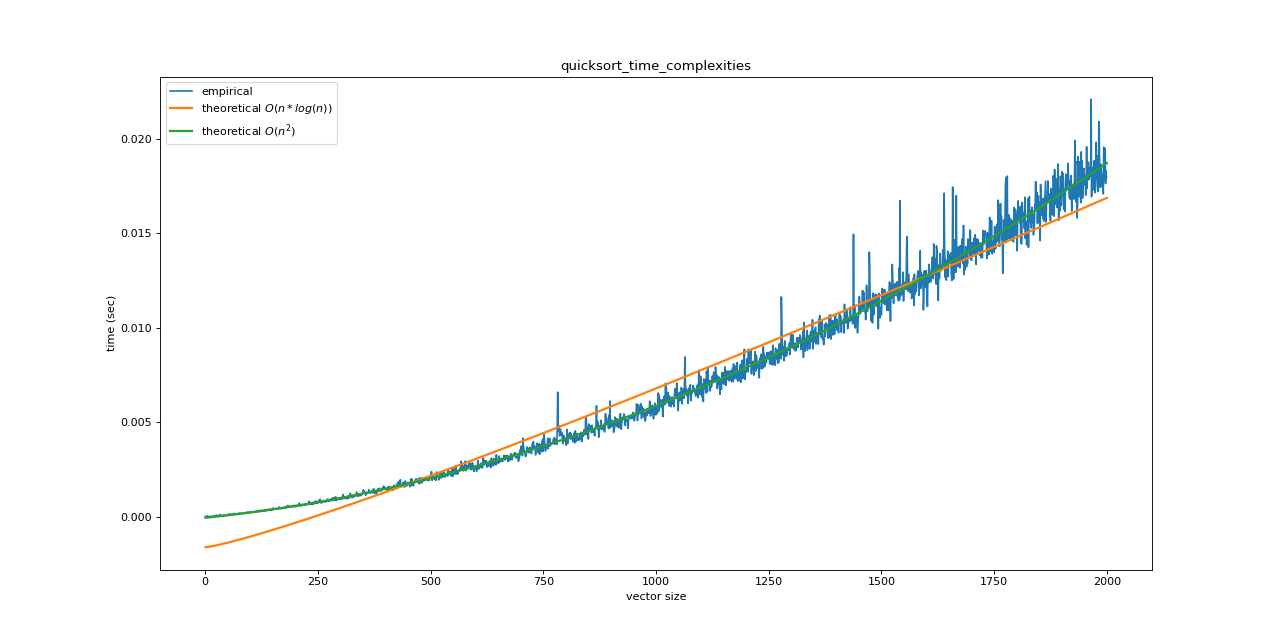 quicksort_time_complexities
empirical
theoretical O(n * log(n))
theoretical O(n²)
0.020
0.015
0.010
0.005
0.000
time (sec)
0 250 500 750 1000 1250 1500 1750 2000
vector size